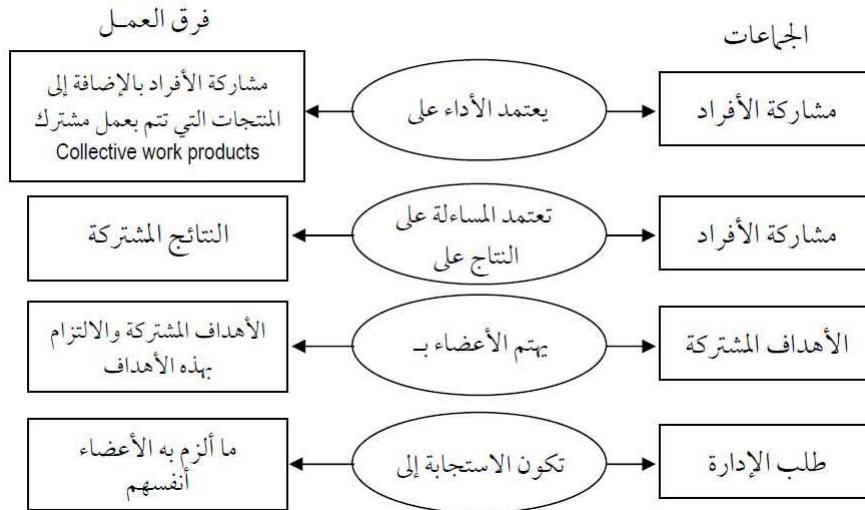 الجماعات
فرق العمـل
مشاركة الأفراد
يعتمد الأداء على
مشاركة الأفراد بالإضافة إلى
المنتجات التي تتم بعمل مشترك
Collective work products
مشاركة الأفراد
تعتمد المساءلة على
النتاج على
النتائج المشتركة
الأهداف المشتركة
يهتم الأعضاء بـ
الأهداف المشتركة والالتزام
بهذه الأهداف
طلب الإدارة
تكون الاستجابة إلى
ما ألزم به الأعضاء
أنفسهم